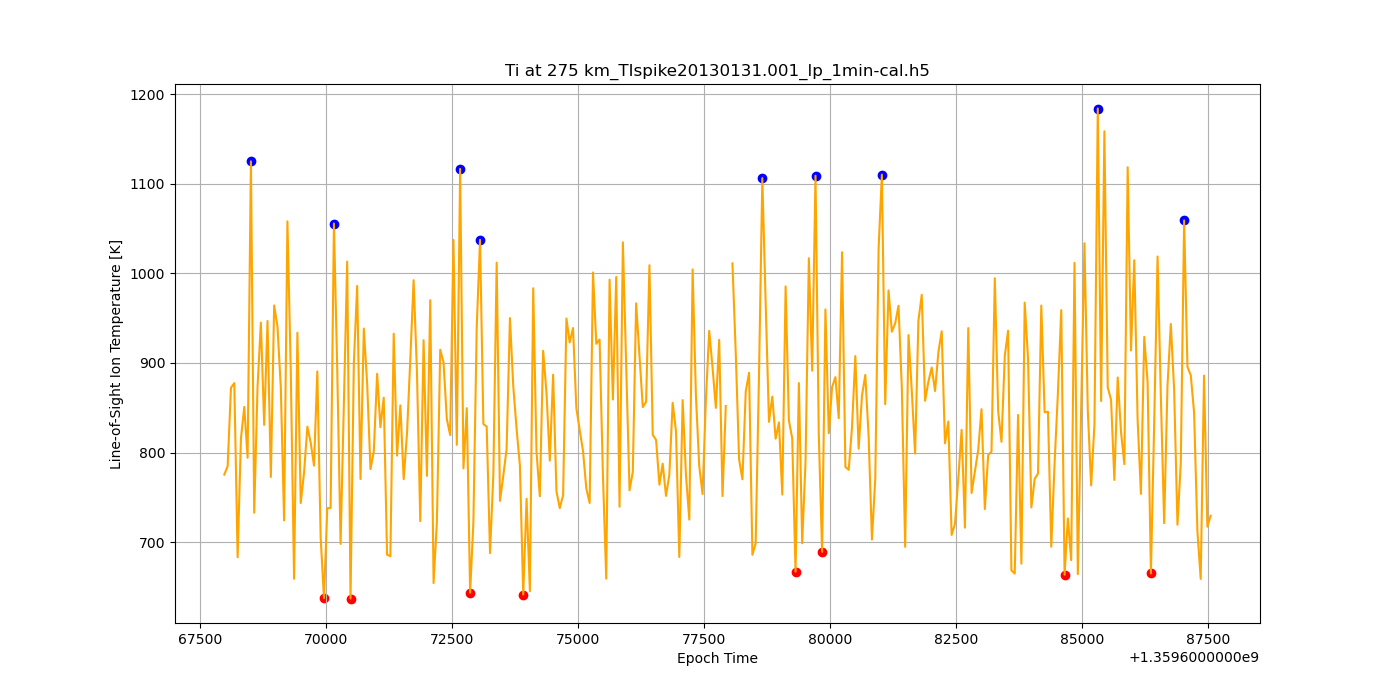 Ti at 275 km_TIspike20130131.001_lp_1min-cal.h5
Line-of-Sight Ion Temperature [K]
1200
1100
1000
900
800
700
67500 70000 72500 75000 77500 80000 82500 85000 87500
Epoch Time
+1.3596000000e9